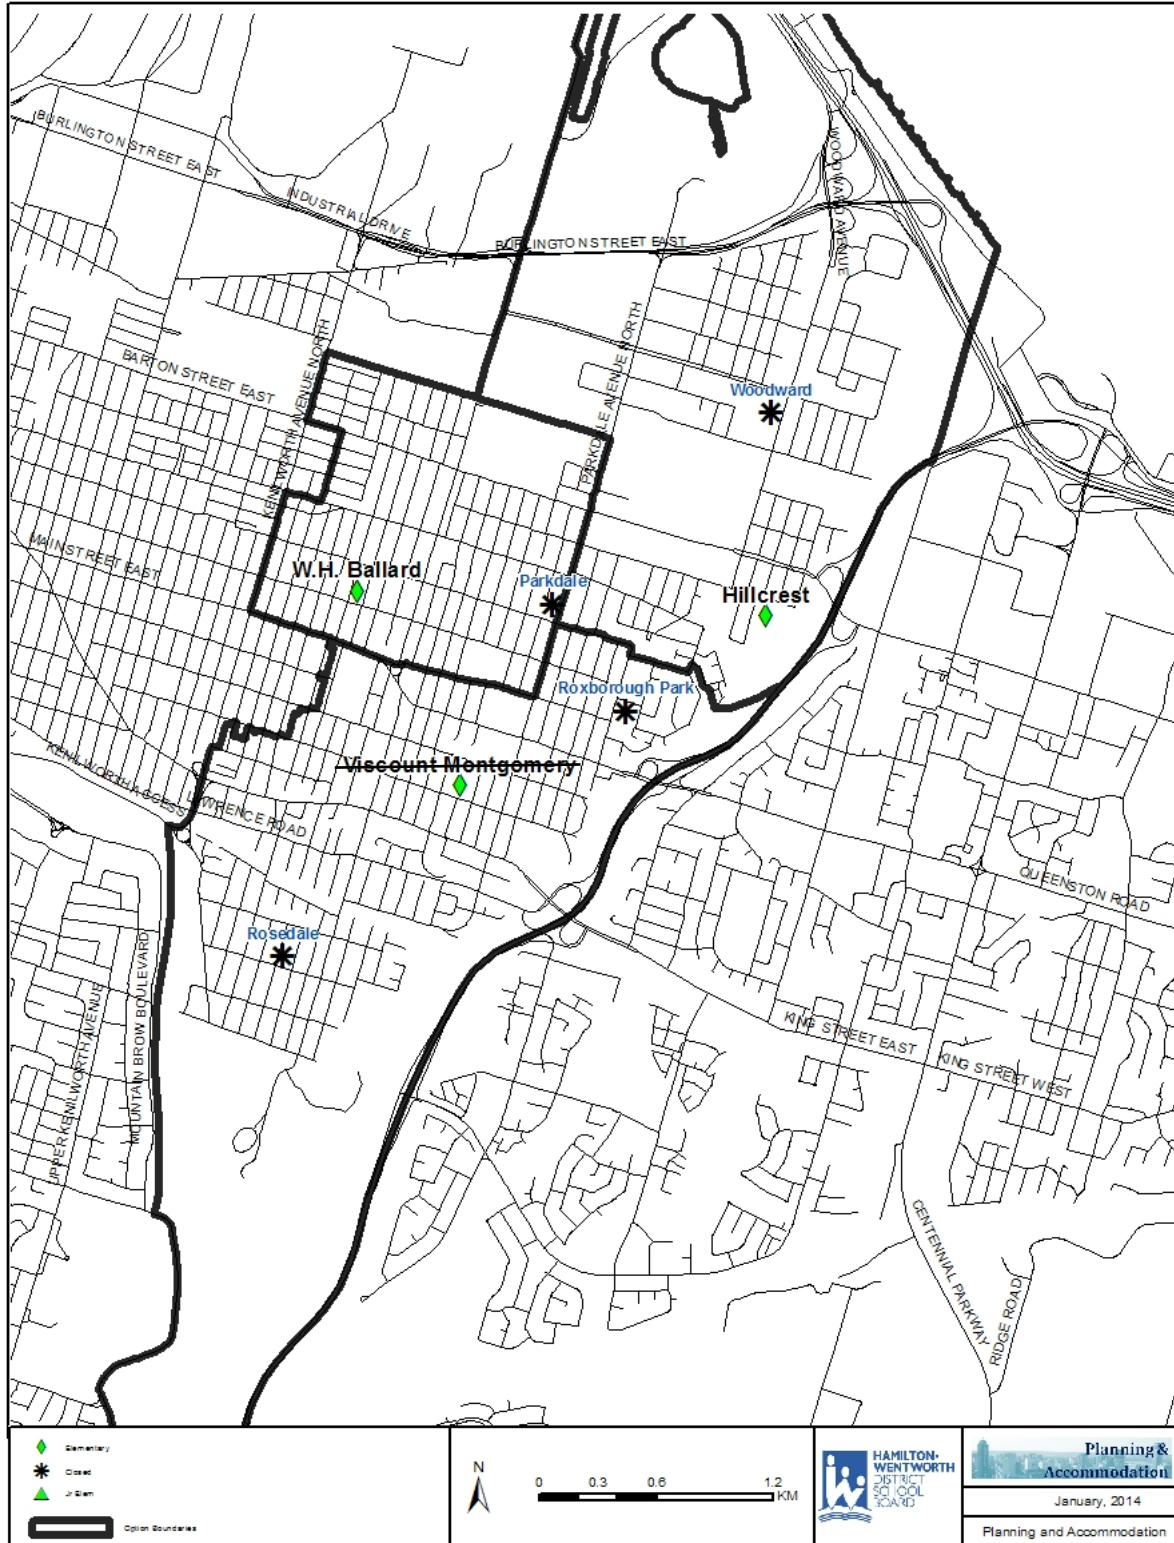 BURLINGTON STREET EAST
INDUSTRIAL DRIVE
BURLINGTON STREET EAST
WOODWARD AVENUE
KENILWORTH AVENUE NORTH
PARKDALE AVENUE NORTH
BARTON STREET EAST
Woodward
MAIN STREET EAST
W.H. Ballard
Parkdale
Hillcrest
Roxborough Park
Viscount Montgomery
KENILWORTH ACCESS
LAWRENCE ROAD
QUEENSTON ROAD
Rosedale
MOUNTAIN BROW BOULEVARD
UPPER KENILWORTH AVENUE
KING STREET EAST
KING STREET WEST
CENTENNIAL PARKWAY
RIDGE ROAD
Elementary
Closed
Jr Elem
Option Boundaries
N
0 0.3 0.6 1.2
KM
HAMILTON-
WENTWORTH
DISTRICT
SCHOOL
BOARD
Planning &
Accommodation
January, 2014
Planning and Accommodation